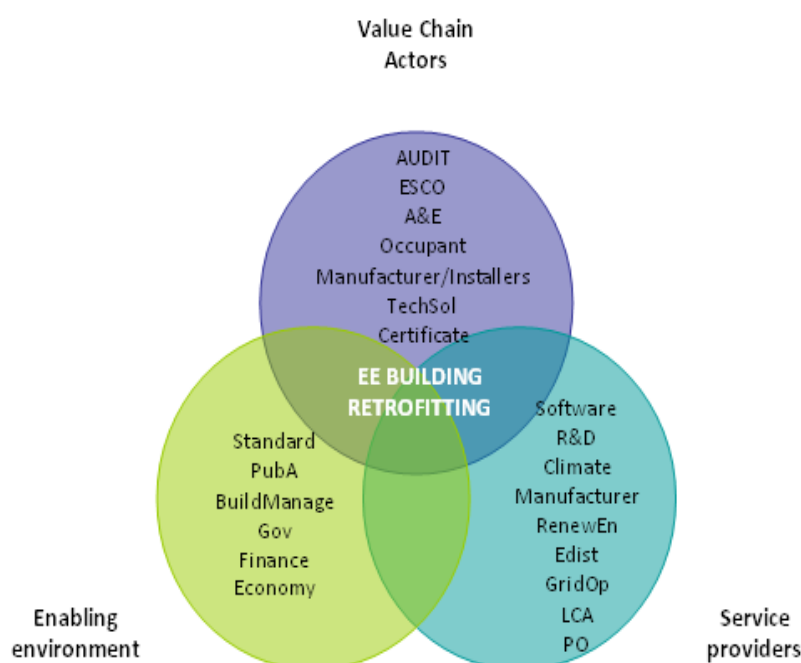 Value Chain
Actors
AUDIT
ESCO
A&E
Occupant
Manufacturer/Installers
TechSol
Certificate
EE BUILDING
RETROFITTING
Standard
PubA
BuildManage
Gov
Finance
Economy
Software
R&D
Climate
Manufacturer
RenewEn
Edist
GridOp
LCA
PO
Enabling
environment
Service
providers